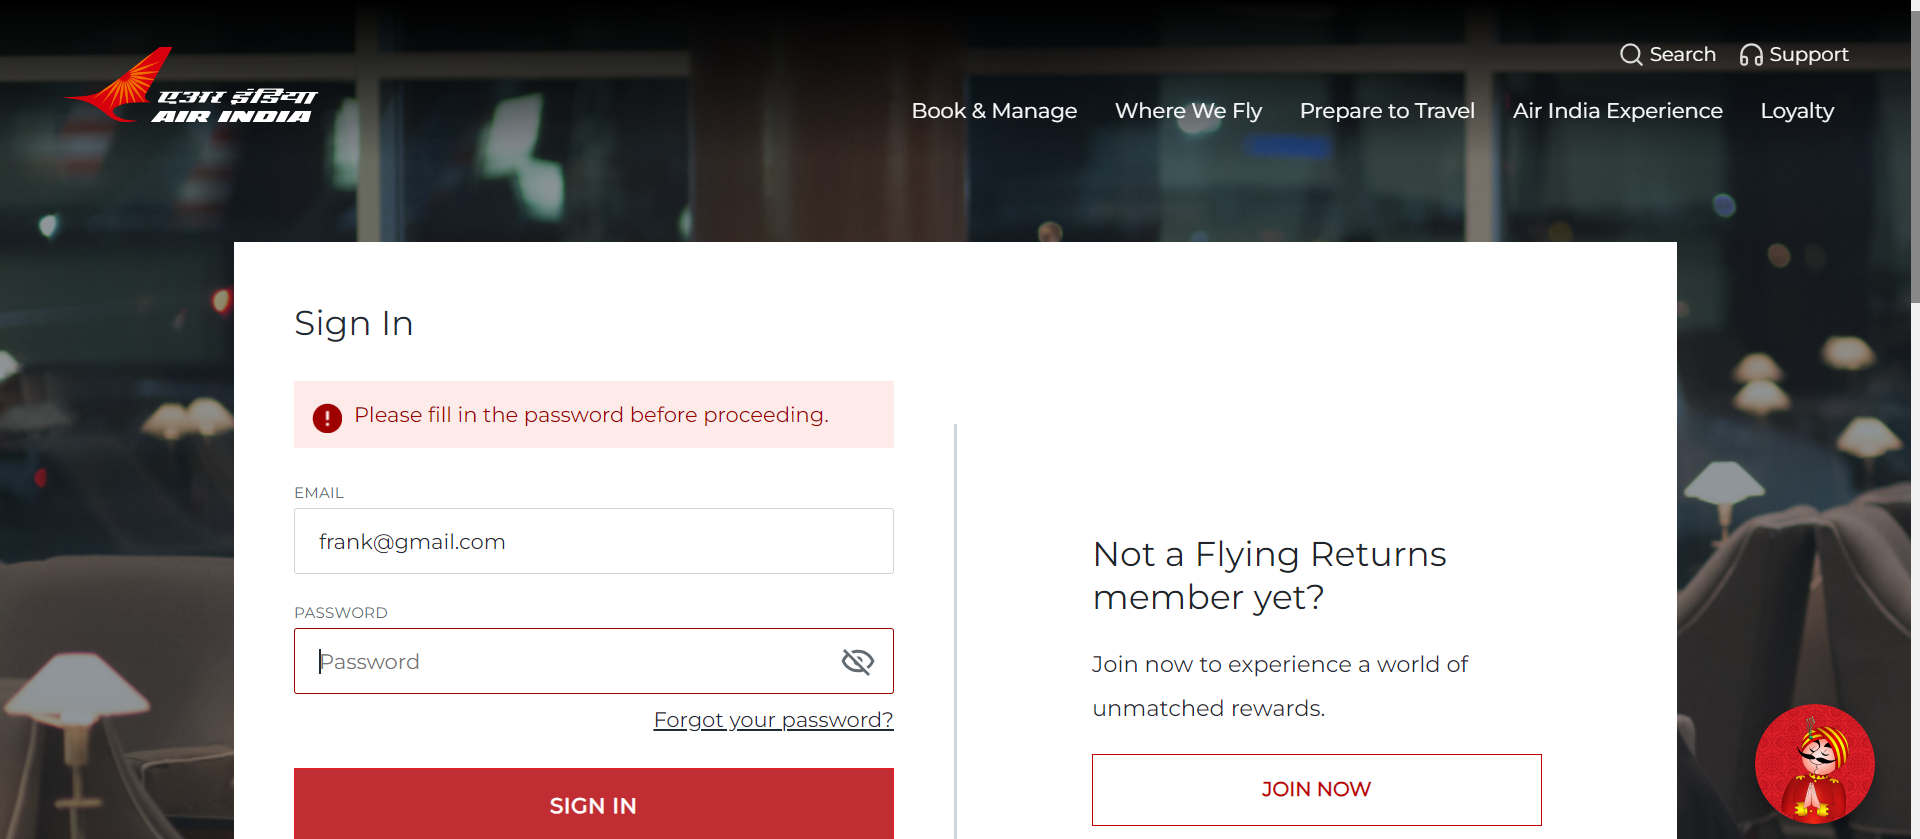 एअर इंडिया
AIR INDIA
Search
Support
Book & Manage
Where We Fly
Prepare to Travel
Air India Experience
Loyalty
Sign In
Please fill in the password before proceeding.
EMAIL
frank@gmail.com
PASSWORD
Password
Forgot your password?
SIGN IN
Not a Flying Returns
member yet?
Join now to experience a world of
unmatched rewards.
JOIN NOW